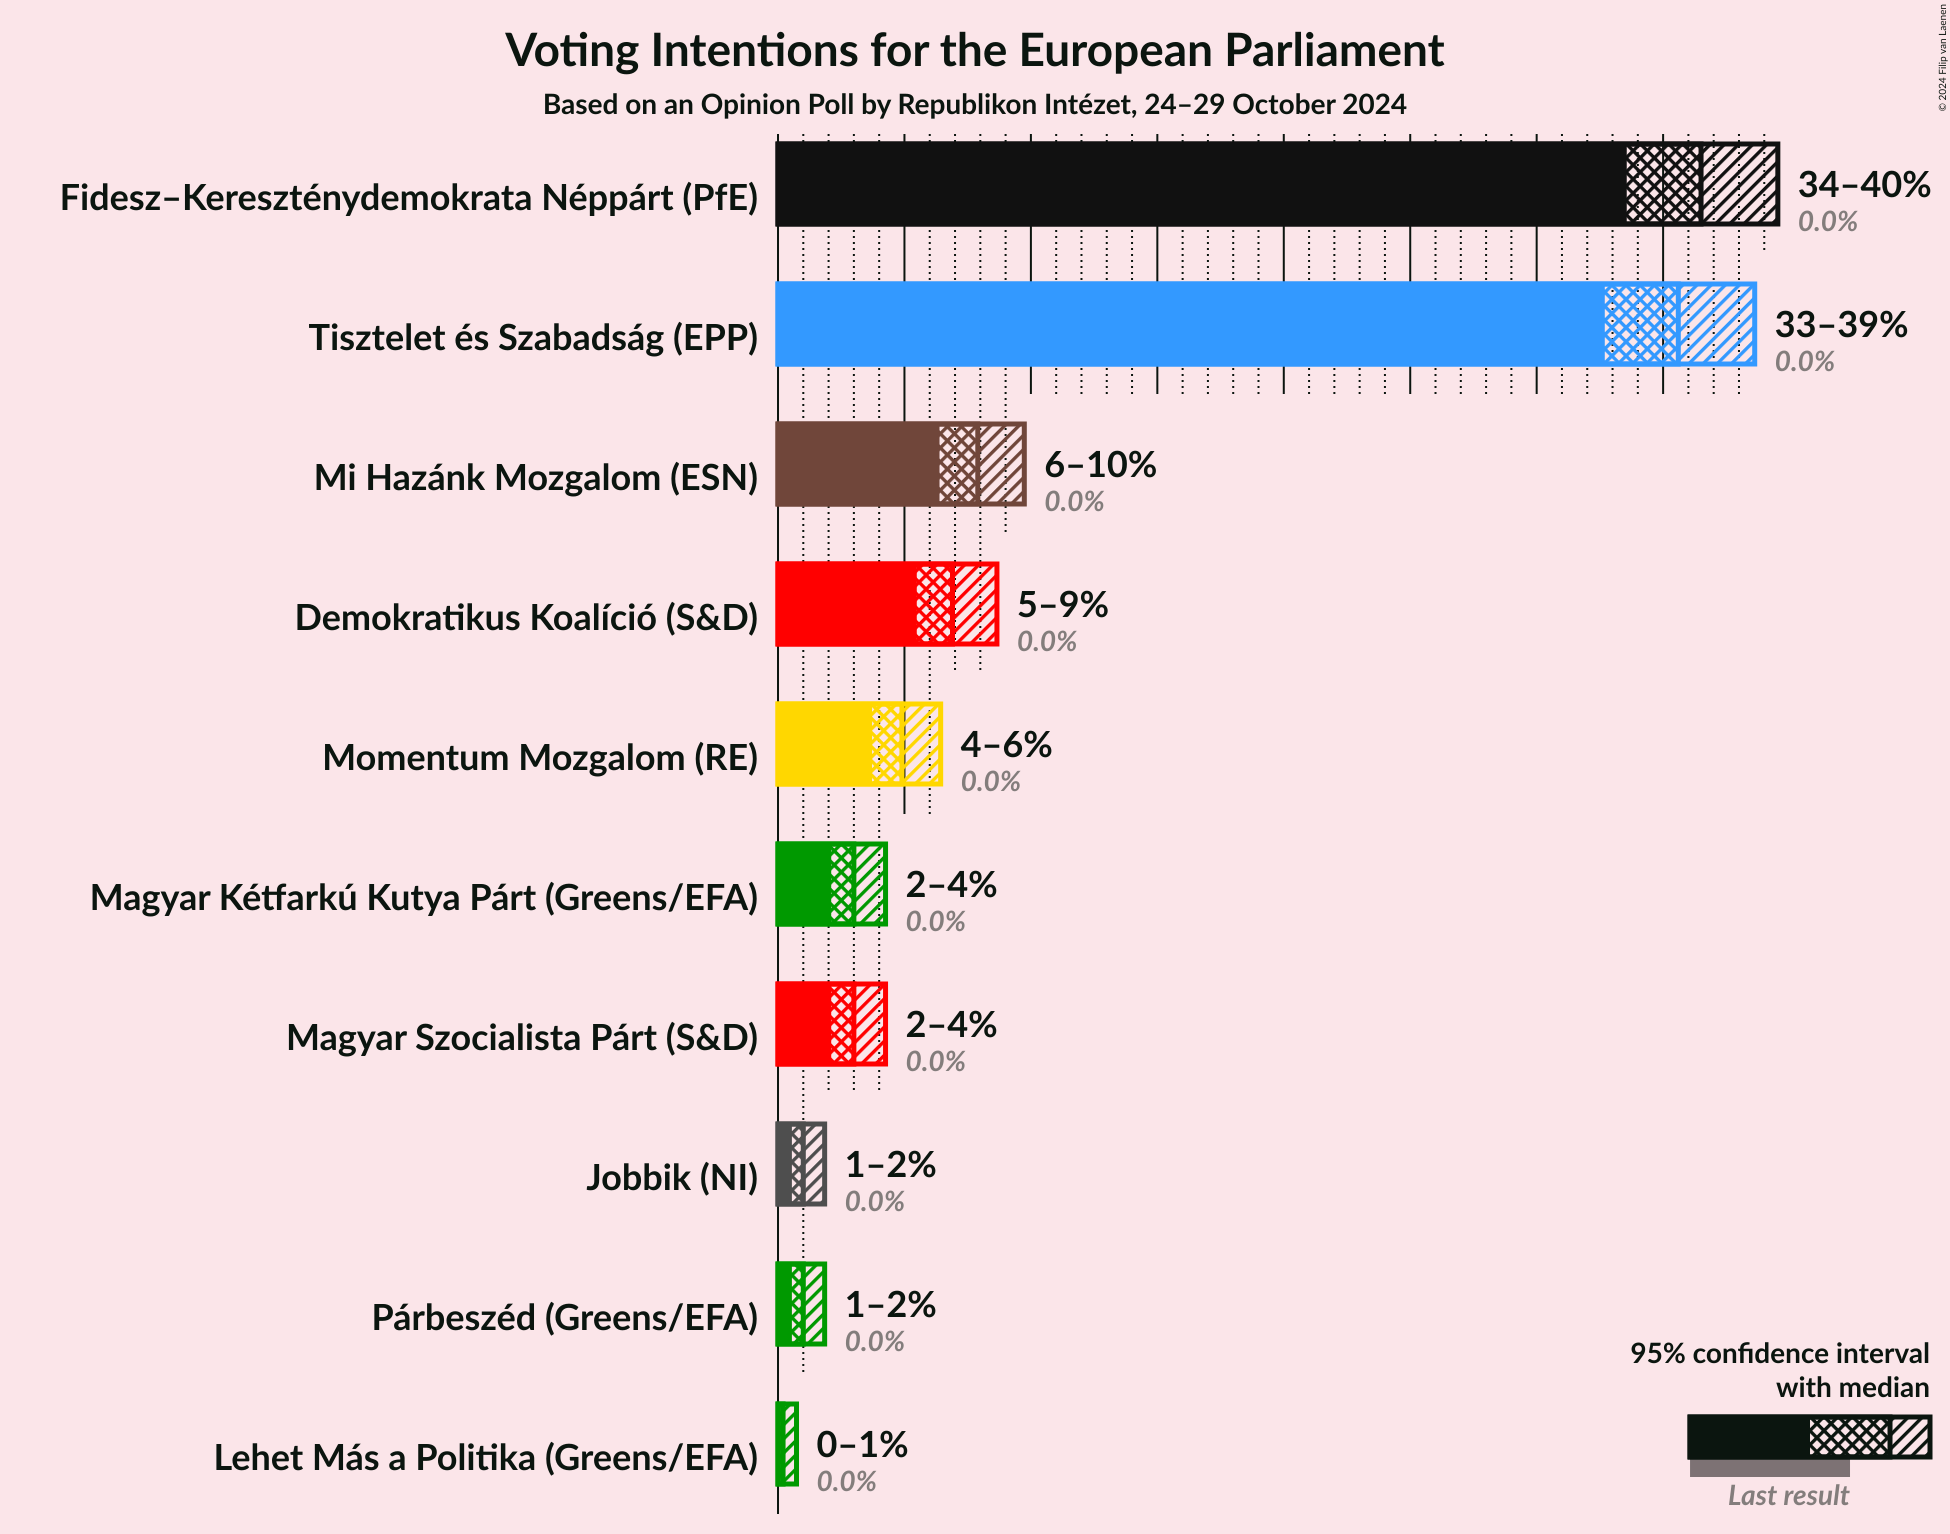 Voting Intentions for the European Parliament
Based on an Opinion Poll by Republikon Intézet, 24–29 October 2024
© 2024 Filip van Laenen
Fidesz–Kereszténydemokrata Néppárt (PfE)
34–40%
0.0%
Tisztelet és Szabadság (EPP)
33–39%
0.0%
Mi Hazánk Mozgalom (ESN)
6–10%
0.0%
Demokratikus Koalíció (S&D)
5–9%
0.0%
Momentum Mozgalom (RE)
4–6%
0.0%
Magyar Kétfarkú Kutya Párt (Greens/EFA)
2–4%
0.0%
Magyar Szocialista Párt (S&D)
2–4%
0.0%
Jobbik (NI)
1–2%
0.0%
Párbeszéd (Greens/EFA)
1–2%
0.0%
Lehet Más a Politika (Greens/EFA)
0–1%
0.0%
95% confidence interval
with median
Last result